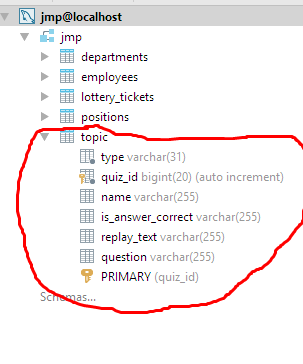 jmp@localhost
jmp
departments
employees
lottery_tickets
positions
topic
type varchar(31)
quiz_id bigint(20) (auto increment)
name varchar(255)
is_answer_correct varchar(255)
replay_text varchar(255)
question varchar(255)
PRIMARY (quiz_id)
Schemas...